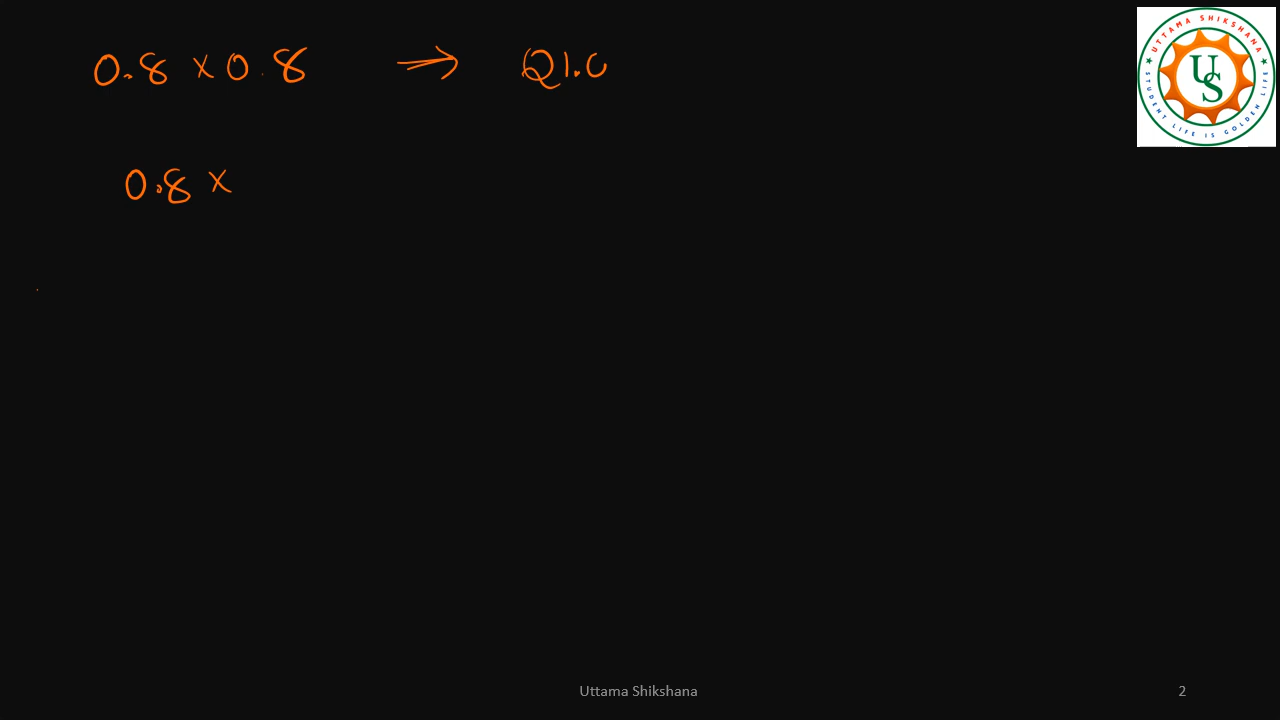 0.8 × 0.8 → Q1.0
UTTAMA SHIKSHANA
US
STUDENT LIFE IS GOLDEN LIFE
0.8 ×
Uttama Shikshana
2